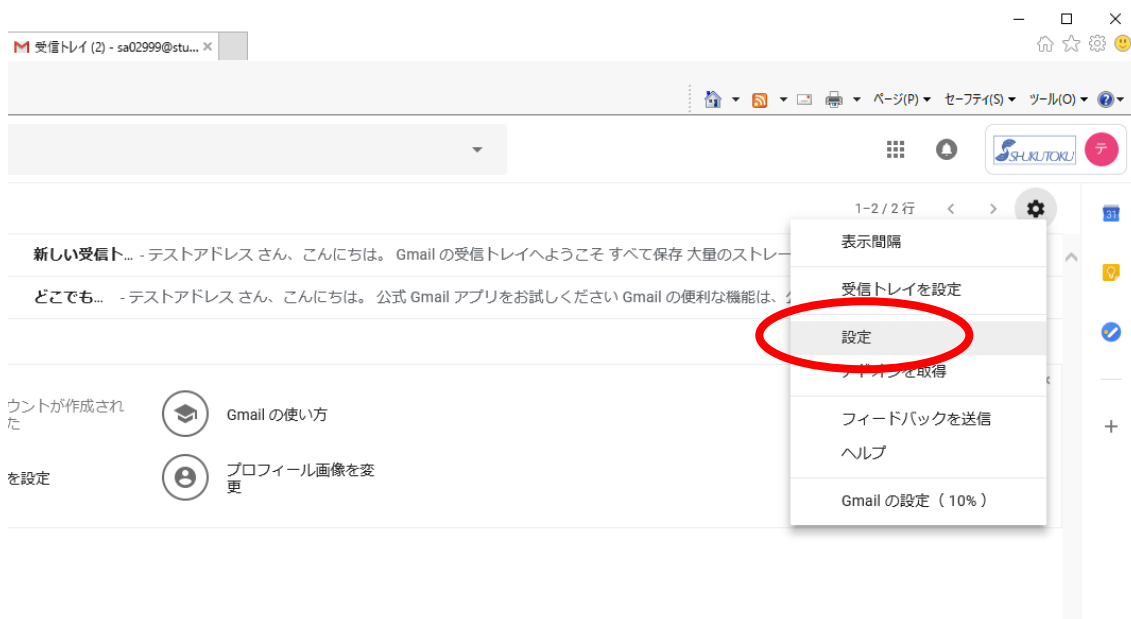 受信トレイ (2) - sa02999@stu...
ページ(P) セーフティ(S) ツール(O)
SHUKUTOKU テ
1-2 / 2 行
31
新しい受信ト... - テストアドレス さん、こんにちは。 Gmail の受信トレイへようこそ すべて保存 大量のストレー
どこでも... - テストアドレス さん、こんにちは。 公式 Gmail アプリをお試しください Gmail の便利な機能は、
表示間隔
受信トレイを設定
設定
アドオンを取得
フィードバックを送信
ヘルプ
Gmail の設定（ 10% ）
ウントが作成され
た
Gmail の使い方
を設定
プロフィール画像を変
更